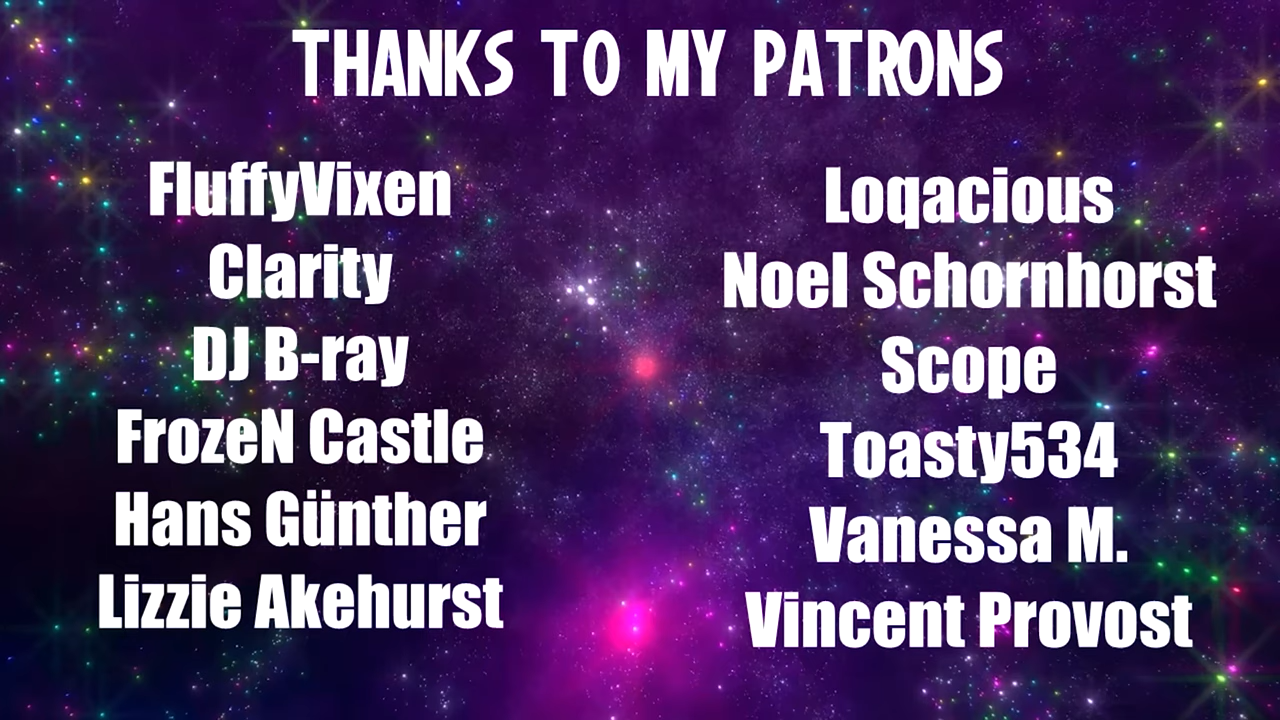 THANKS TO MY PATRONS
FluffyVixen
Clarity
DJ B-ray
FrozeN Castle
Hans Günther
Lizzie Akehurst
Loqacious
Noel Schornhorst
Scope
Toasty534
Vanessa M.
Vincent Provost